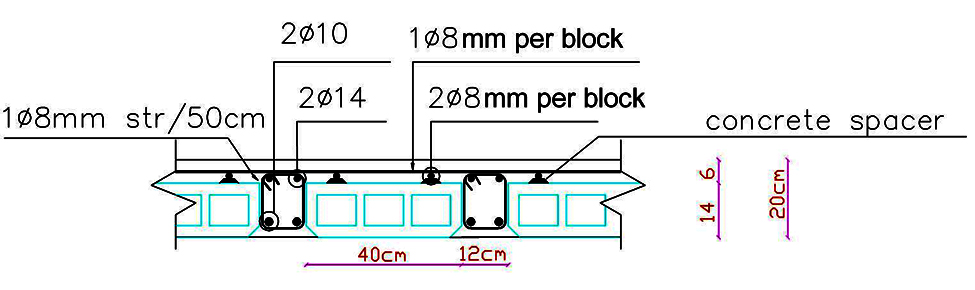 2ø10
1ø8mm per block
2ø14
2ø8mm per block
1ø8mm str/50cm
concrete spacer
6
14
20cm
40cm
12cm